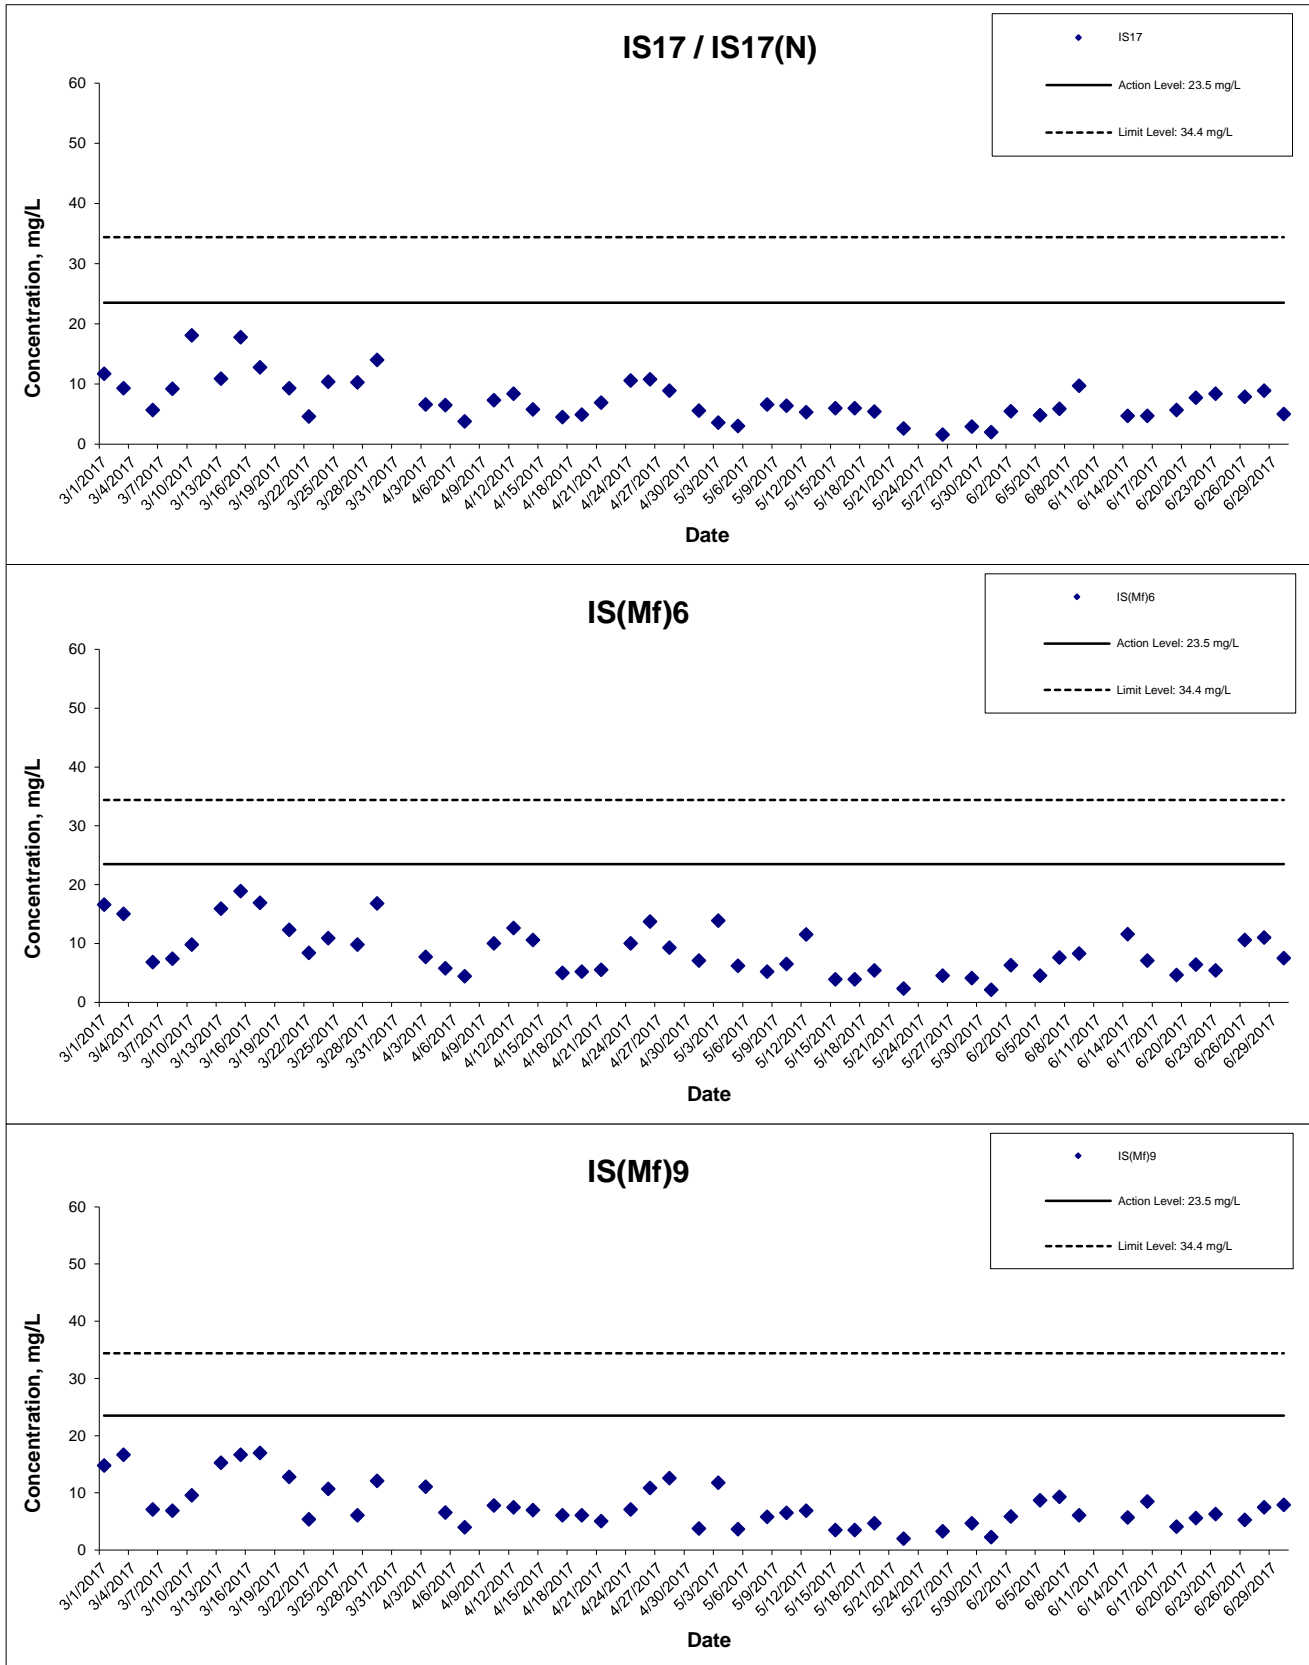 IS17 / IS17(N)
IS17
Action Level: 23.5 mg/L
Limit Level: 34.4 mg/L
Concentration, mg/L
60
50
40
30
20
10
0
3/1/2017 3/4/2017 3/7/2017 3/10/2017 3/13/2017 3/16/2017 3/19/2017 3/22/2017 3/25/2017 3/28/2017 3/31/2017 4/3/2017 4/6/2017 4/9/2017 4/12/2017 4/15/2017 4/18/2017 4/21/2017 4/24/2017 4/27/2017 4/30/2017 5/3/2017 5/6/2017 5/9/2017 5/12/2017 5/15/2017 5/18/2017 5/21/2017 5/24/2017 5/27/2017 5/30/2017 6/2/2017 6/5/2017 6/8/2017 6/11/2017 6/14/2017 6/17/2017 6/20/2017 6/23/2017 6/26/2017 6/29/2017
Date
IS(Mf)6
IS(Mf)6
Action Level: 23.5 mg/L
Limit Level: 34.4 mg/L
Concentration, mg/L
60
50
40
30
20
10
0
3/1/2017 3/4/2017 3/7/2017 3/10/2017 3/13/2017 3/16/2017 3/19/2017 3/22/2017 3/25/2017 3/28/2017 3/31/2017 4/3/2017 4/6/2017 4/9/2017 4/12/2017 4/15/2017 4/18/2017 4/21/2017 4/24/2017 4/27/2017 4/30/2017 5/3/2017 5/6/2017 5/9/2017 5/12/2017 5/15/2017 5/18/2017 5/21/2017 5/24/2017 5/27/2017 5/30/2017 6/2/2017 6/5/2017 6/8/2017 6/11/2017 6/14/2017 6/17/2017 6/20/2017 6/23/2017 6/26/2017 6/29/2017
Date
IS(Mf)9
IS(Mf)9
Action Level: 23.5 mg/L
Limit Level: 34.4 mg/L
Concentration, mg/L
60
50
40
30
20
10
0
3/1/2017 3/4/2017 3/7/2017 3/10/2017 3/13/2017 3/16/2017 3/19/2017 3/22/2017 3/25/2017 3/28/2017 3/31/2017 4/3/2017 4/6/2017 4/9/2017 4/12/2017 4/15/2017 4/18/2017 4/21/2017 4/24/2017 4/27/2017 4/30/2017 5/3/2017 5/6/2017 5/9/2017 5/12/2017 5/15/2017 5/18/2017 5/21/2017 5/24/2017 5/27/2017 5/30/2017 6/2/2017 6/5/2017 6/8/2017 6/11/2017 6/14/2017 6/17/2017 6/20/2017 6/23/2017 6/26/2017 6/29/2017
Date